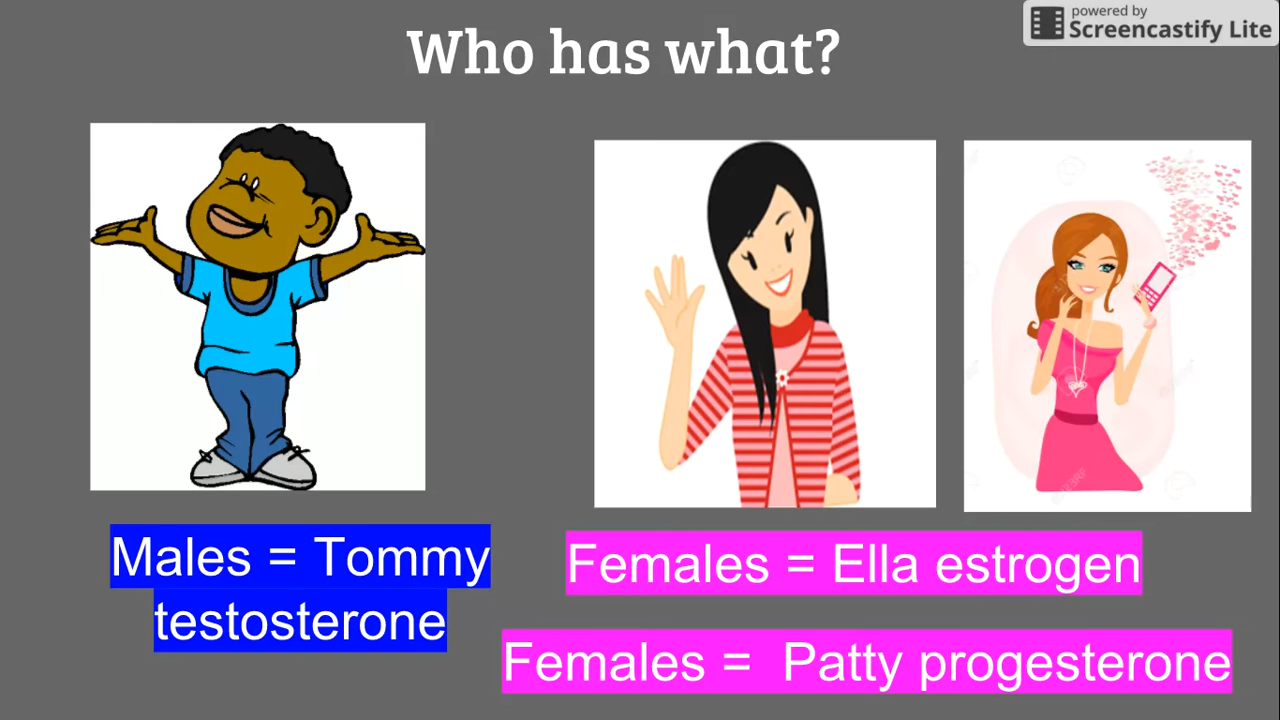 Who has what?
powered by
Screencastify Lite
Males = Tommy
testosterone
Females = Ella estrogen
Females = Patty progesterone